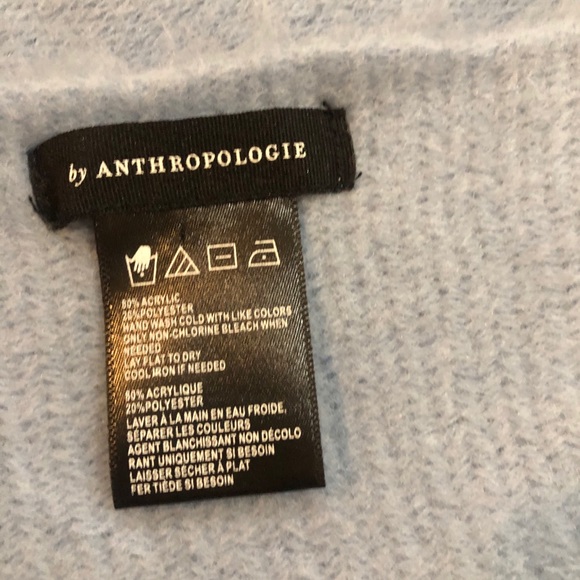 by ANTHROPOLOGIE
80% ACRYLIC
20% POLYESTER
HAND WASH COLD WITH LIKE COLORS
ONLY NON-CHLORINE BLEACH WHEN
NEEDED
LAY FLAT TO DRY
COOL IRON IF NEEDED
80% ACRYLIQUE
20% POLYESTER
LAVER À LA MAIN EN EAU FROIDE,
SÉPARER LES COULEURS
AGENT BLANCHISSANT NON DÉCOLO
RANT UNIQUEMENT SI BESOIN
LAISSER SÉCHER À PLAT
FER TIÈDE SI BESOIN